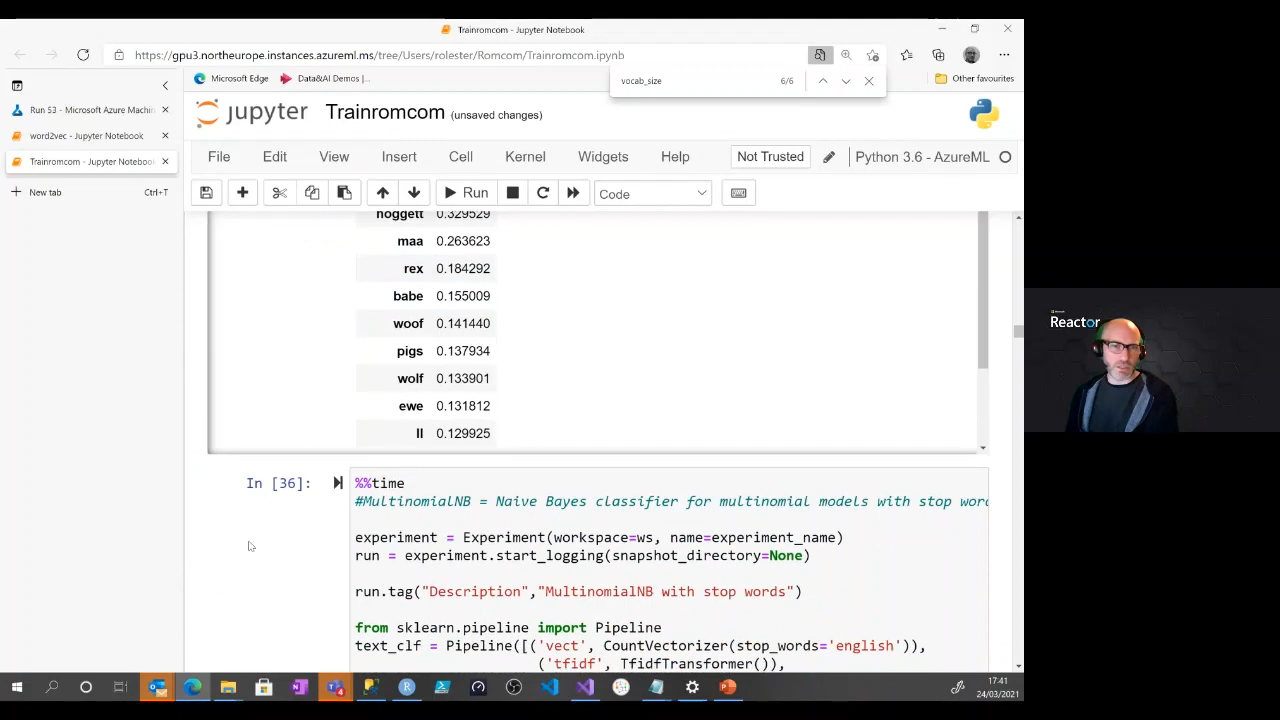 Trainromcom - Jupyter Notebook
https://gpu3.northeurope.instances.azureml.ms/tree/Users/rolester/Romcom/Trainromcom.ipynb
Microsoft Edge
Data&AI Demos |...
vocab_size
6/6
Other favourites
Run 53 - Microsoft Azure Machin
word2vec - Jupyter Notebook
Trainromcom - Jupyter Noteboo
New tab
Ctrl+T
jupyter
Trainromcom
(unsaved changes)
File
Edit
View
Insert
Cell
Kernel
Widgets
Help
Not Trusted
Python 3.6 - AzureML
Run
Code
hoggett 0.329529
maa 0.263623
rex 0.184292
babe 0.155009
woof 0.141440
pigs 0.137934
wolf 0.133901
ewe 0.131812
ll 0.129925
In [36]:
%%time
#MultinomialNB = Naive Bayes classifier for multinomial models with stop word
experiment = Experiment(workspace=ws, name=experiment_name)
run = experiment.start_logging(snapshot_directory=None)
run.tag("Description","MultinomialNB with stop words")
from sklearn.pipeline import Pipeline
text_clf = Pipeline([('vect', CountVectorizer(stop_words='english')),
('tfidf', TfidfTransformer()),
Reactor
17:41
24/03/2021